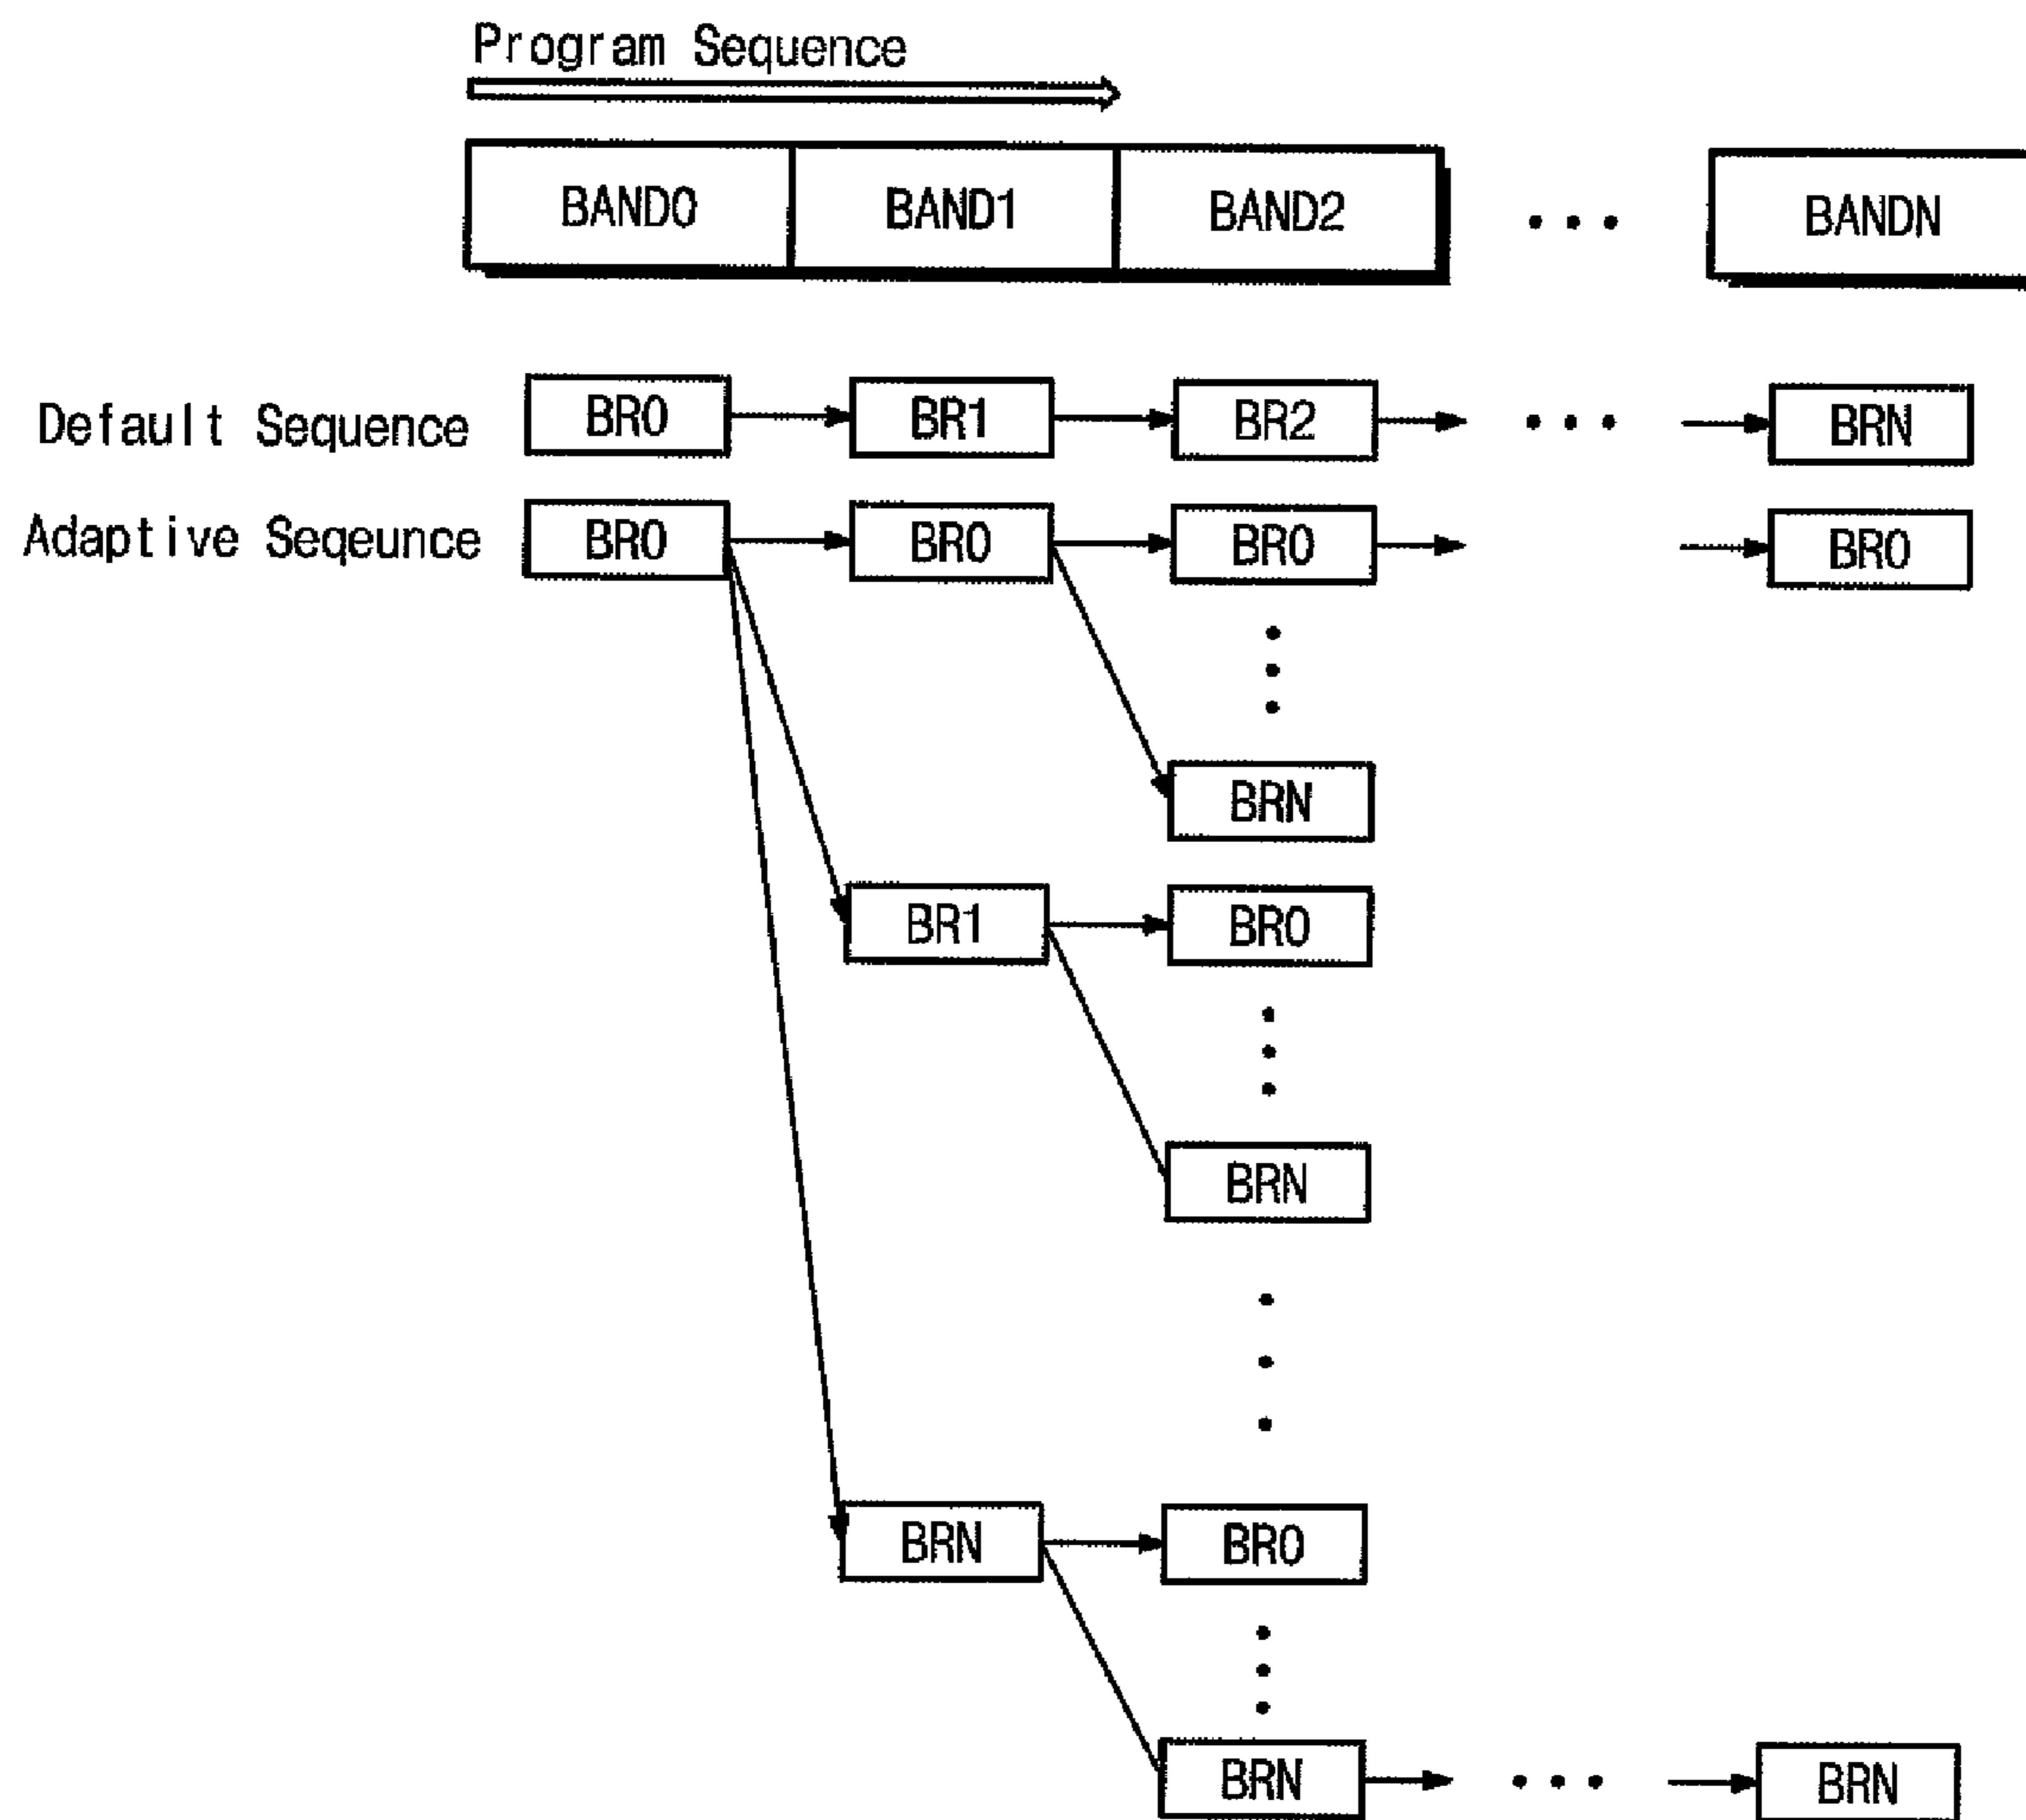 Program Sequence
BAND0 BAND1 BAND2 ... BANDN
Default Sequence BR0 BR1 BR2 ... BRN
Adaptive Seqeunce BR0 BR0 BR0 BR0
BRN
BR1 BR0
BRN
BRN BR0
BRN ... BRN